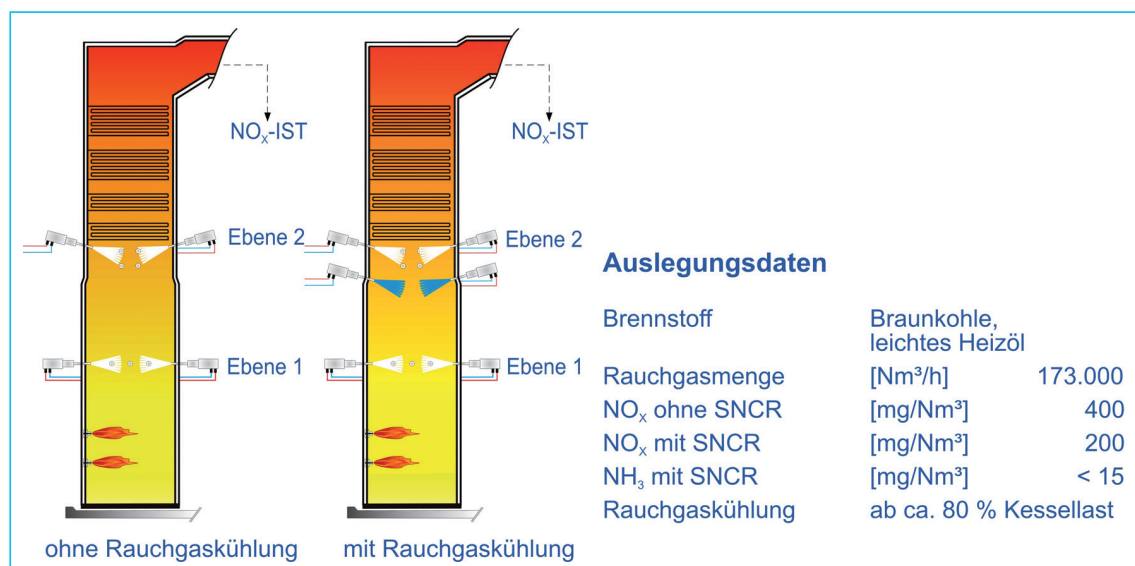 NOX-IST
NOX-IST
Ebene 2
Ebene 2
Ebene 1
Ebene 1
ohne Rauchgaskühlung
mit Rauchgaskühlung
Auslegungsdaten
Brennstoff Braunkohle,
leichtes Heizöl
Rauchgasmenge [Nm³/h] 173.000
NOX ohne SNCR [mg/Nm³] 400
NOX mit SNCR [mg/Nm³] 200
NH₃ mit SNCR [mg/Nm³] < 15
Rauchgaskühlung ab ca. 80 % Kessellast